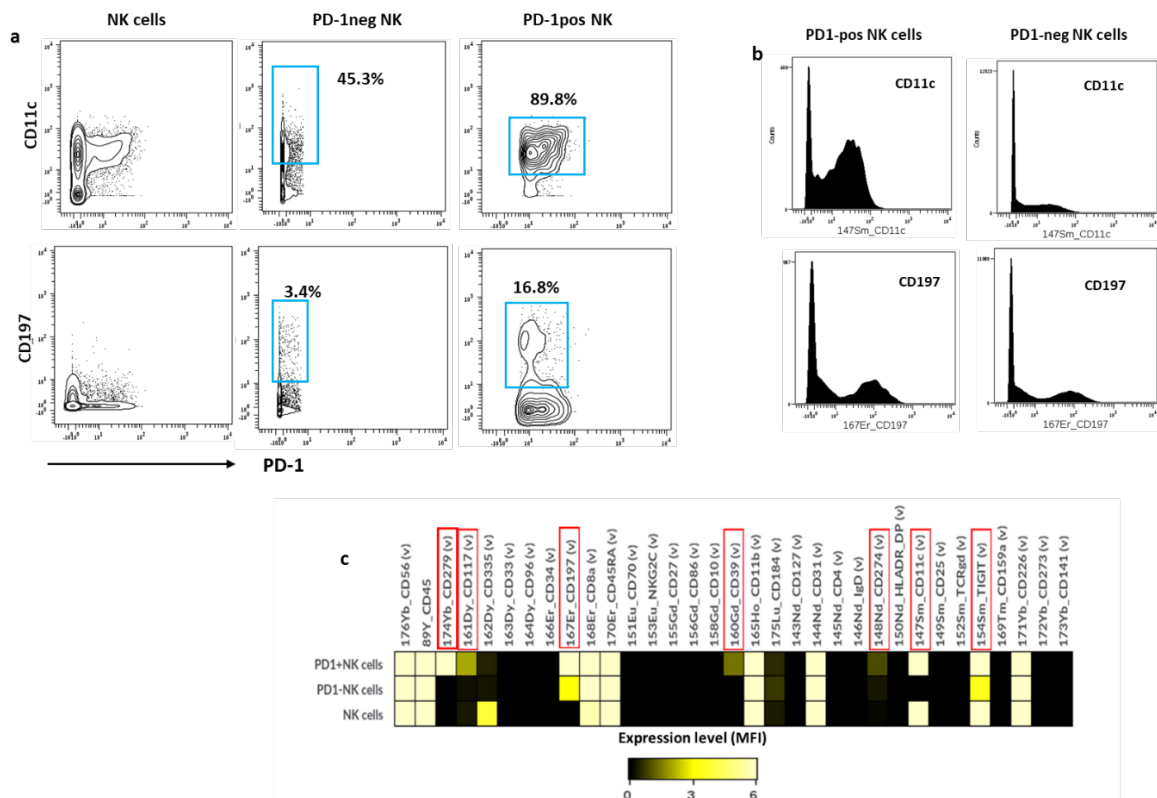 NK cells
PD-1neg NK
PD-1pos NK
a
CD11c
45.3%
89.8%
CD197
3.4%
16.8%
PD-1
b
PD1-pos NK cells
PD1-neg NK cells
CD11c
CD11c
Counts
147Sm_CD11c
12523
147Sm_CD11c
CD197
CD197
167Er_CD197
167Er_CD197
c
176Yb_CD56 (v)
89Y_CD45
174Yb_CD279 (v)
161Dy_CD117 (v)
162Dy_CD335 (v)
163Dy_CD33 (v)
164Dy_CD96 (v)
166Er_CD34 (v)
167Er_CD197 (v)
168Er_CD8a (v)
170Er_CD45RA (v)
151Eu_CD70 (v)
153Eu_NKG2C (v)
155Gd_CD27 (v)
156Gd_CD86 (v)
158Gd_CD10 (v)
160Gd_CD39 (v)
165Ho_CD11b (v)
175Lu_CD184 (v)
143Nd_CD127 (v)
144Nd_CD31 (v)
145Nd_CD4 (v)
146Nd_IgD (v)
148Nd_CD274 (v)
150Nd_HLADR_DP (v)
147Sm_CD11c (v)
149Sm_CD25 (v)
152Sm_TCRgd (v)
154Sm_TIGIT (v)
169Tm_CD159a (v)
171Yb_CD226 (v)
172Yb_CD273 (v)
173Yb_CD141 (v)
PD1+NK cells
PD1-NK cells
NK cells
Expression level (MFI)
0 3 6